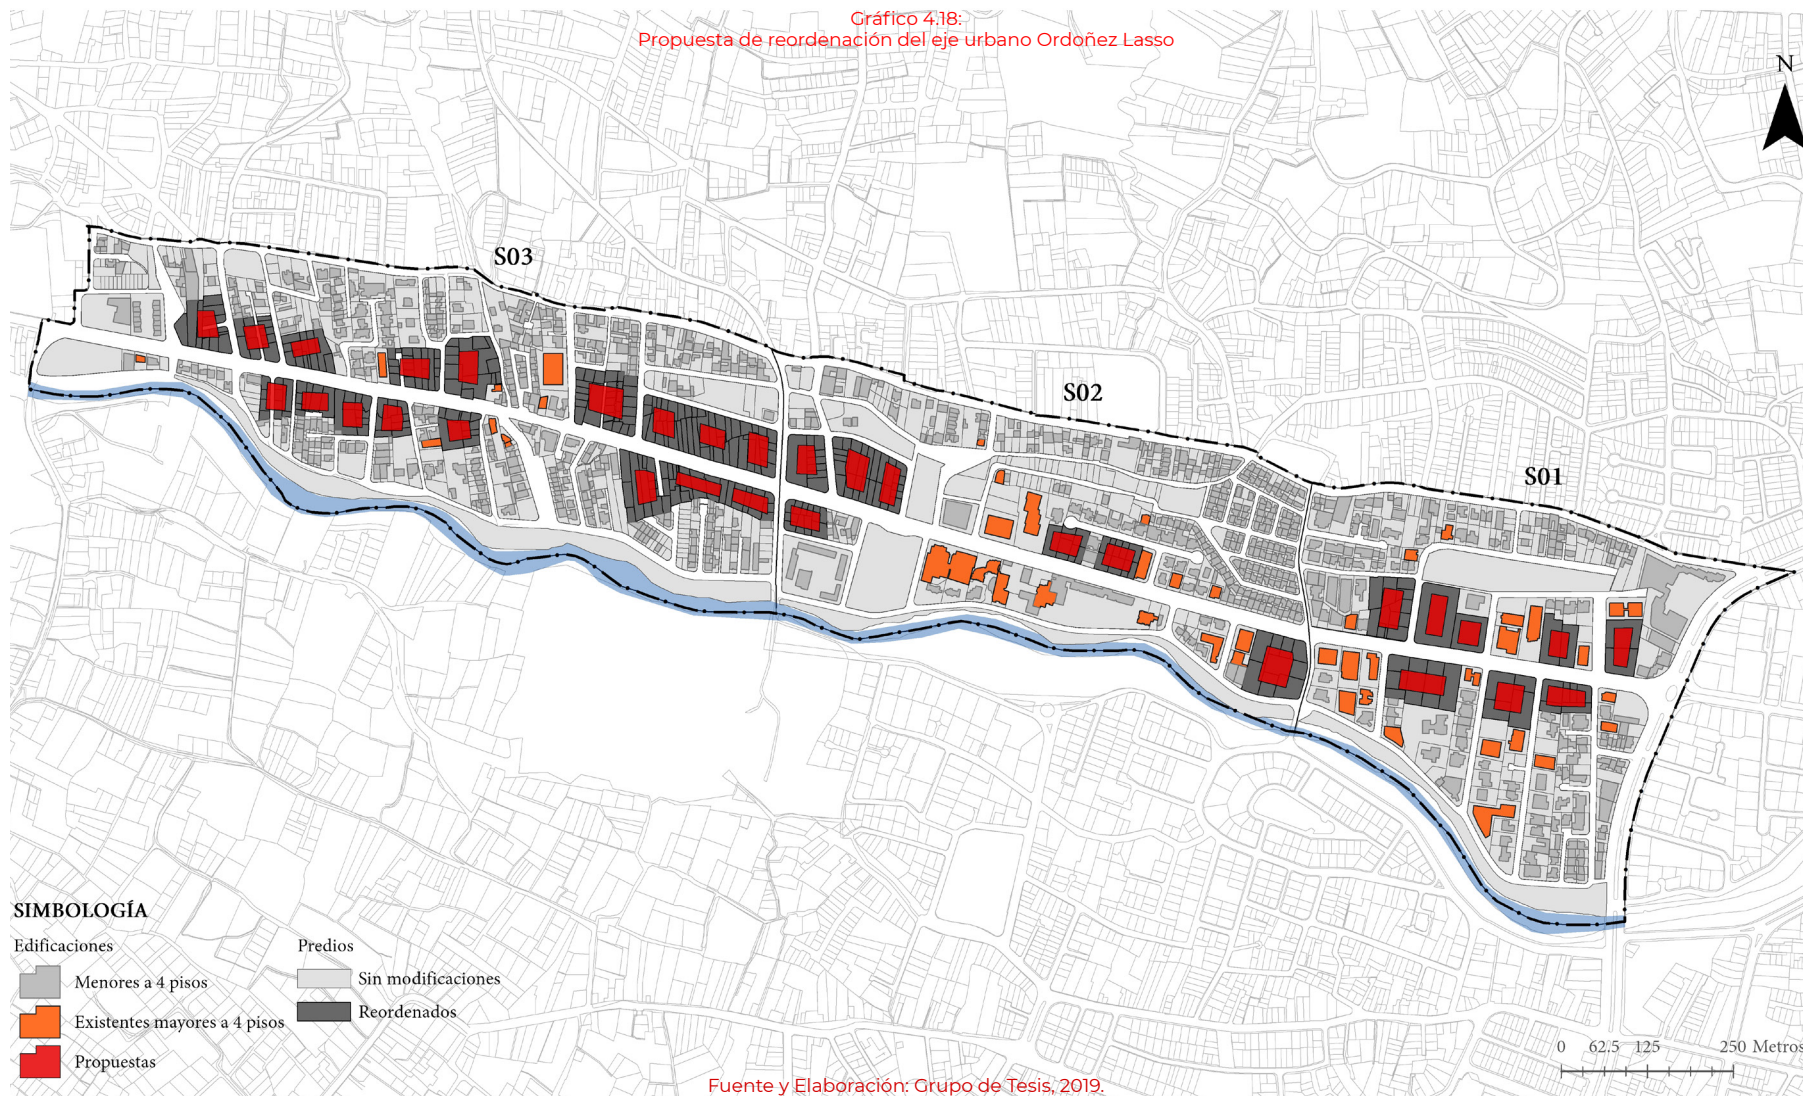 Gráfico 4.18:
Propuesta de reordenación del eje urbano Ordoñez Lasso
N
S03
S02
S01
SIMBOLOGÍA
Edificaciones
Menores a 4 pisos
Existentes mayores a 4 pisos
Propuestas
Predios
Sin modificaciones
Reordenados
0 62.5 125 250 Metros
Fuente y Elaboración: Grupo de Tesis, 2019.